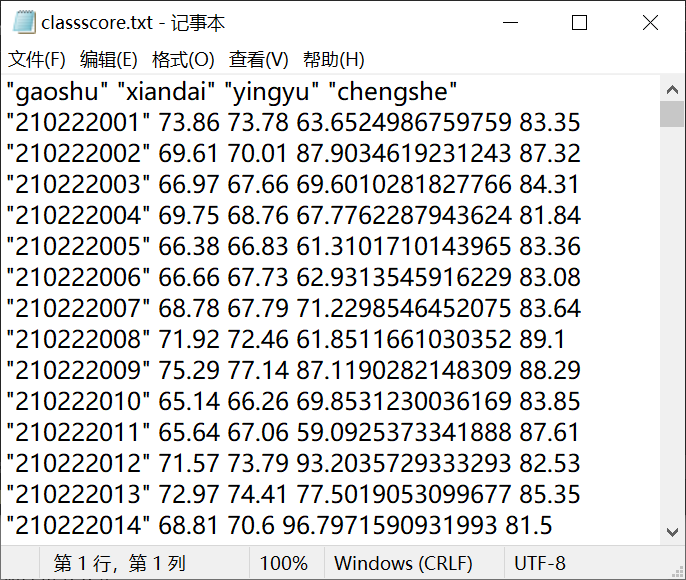 classscore.txt - 记事本
文件(F) 编辑(E) 格式(O) 查看(V) 帮助(H)
"gaoshu" "xiandai" "yingyu" "chengshe"
"210222001" 73.86 73.78 63.6524986759759 83.35
"210222002" 69.61 70.01 87.9034619231243 87.32
"210222003" 66.97 67.66 69.6010281827766 84.31
"210222004" 69.75 68.76 67.7762287943624 81.84
"210222005" 66.38 66.83 61.3101710143965 83.36
"210222006" 66.66 67.73 62.9313545916229 83.08
"210222007" 68.78 67.79 71.2298546452075 83.64
"210222008" 71.92 72.46 61.8511661030352 89.1
"210222009" 75.29 77.14 87.1190282148309 88.29
"210222010" 65.14 66.26 69.8531230036169 83.85
"210222011" 65.64 67.06 59.0925373341888 87.61
"210222012" 71.57 73.79 93.2035729333293 82.53
"210222013" 72.97 74.41 77.5019053099677 85.35
"210222014" 68.81 70.6 96.7971590931993 81.5
第 1 行，第 1 列 100% Windows (CRLF) UTF-8